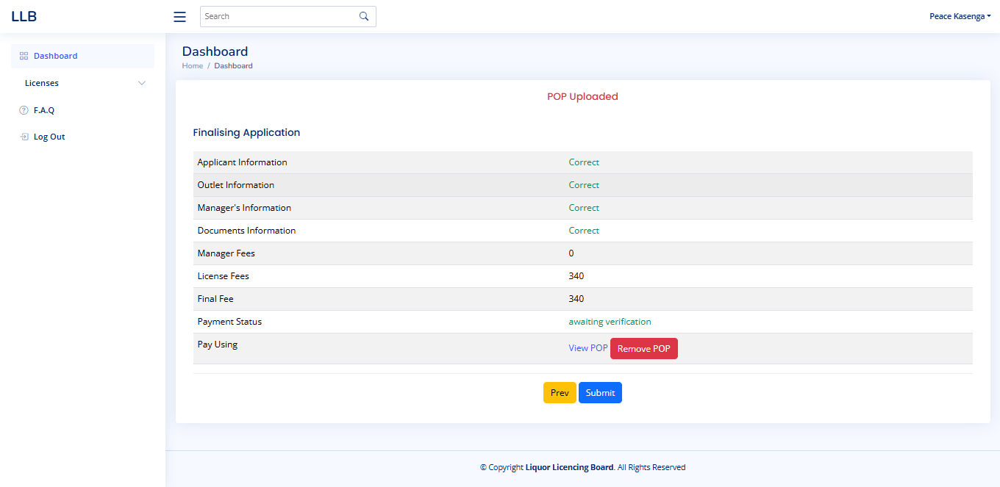 LLB
Search
Peace Kasenga
Dashboard
Licenses
F.A.Q
Log Out
Dashboard
Home / Dashboard
POP Uploaded
Finalising Application
Applicant Information Correct
Outlet Information Correct
Manager's Information Correct
Documents Information Correct
Manager Fees 0
License Fees 340
Final Fee 340
Payment Status awaiting verification
Pay Using View POP Remove POP
Prev Submit
© Copyright Liquor Licencing Board. All Rights Reserved